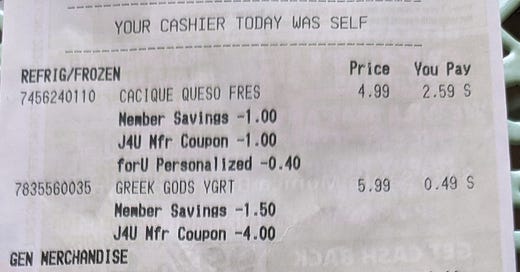 YOUR CASHIER TODAY WAS SELF
REFRIG/FROZEN Price You Pay
7456240110 CACIQUE QUESO FRES 4.99 2.59 S
Member Savings -1.00
J4U Mfr Coupon -1.00
forU Personalized -0.40
7835560035 GREEK GODS YGRT 5.99 0.49 S
Member Savings -1.50
J4U Mfr Coupon -4.00
GEN MERCHANDISE